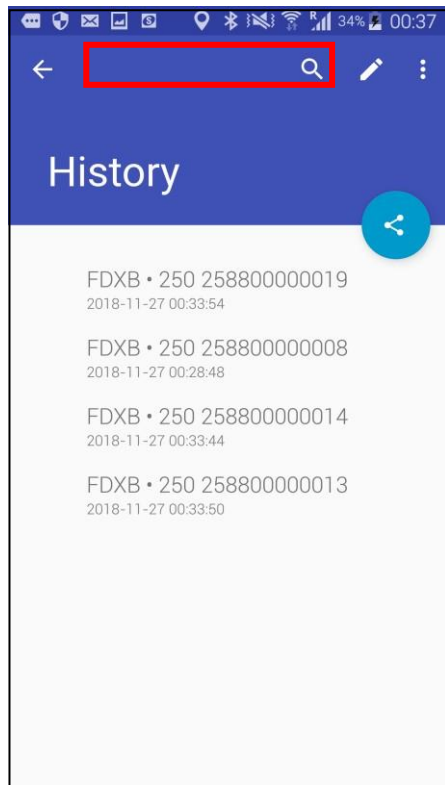 34% 00:37
History
FDXB • 250 258800000019
2018-11-27 00:33:54
FDXB • 250 258800000008
2018-11-27 00:28:48
FDXB • 250 258800000014
2018-11-27 00:33:44
FDXB • 250 258800000013
2018-11-27 00:33:50